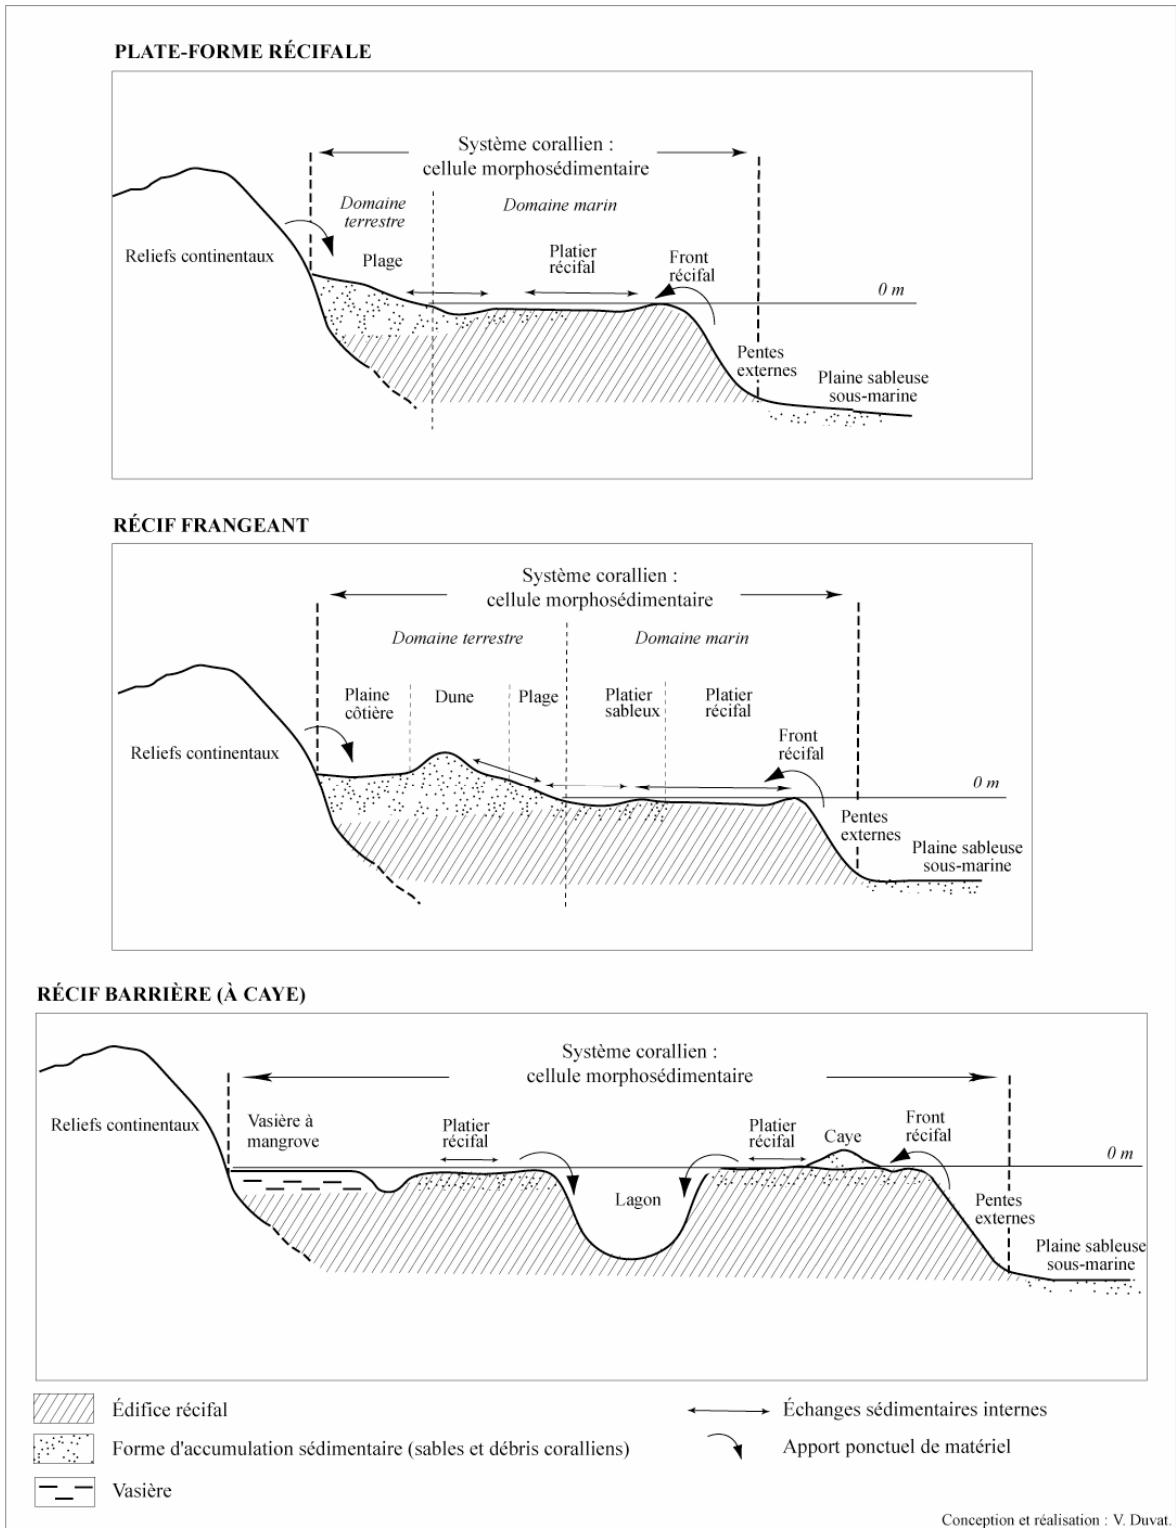 PLATE-FORME RÉCIFALE
Système corallien :
cellule morphosédimentaire
Domaine
terrestre
Domaine marin
Reliefs continentaux
Plage
Platier
récifal
Front
récifal
0 m
Pentes
externes
Plaine sableuse
sous-marine
RÉCIF FRANGEANT
Système corallien :
cellule morphosédimentaire
Domaine terrestre
Domaine marin
Plaine
côtière
Dune
Plage
Platier
sableux
Platier
récifal
Reliefs continentaux
Front
récifal
0 m
Pentes
externes
Plaine sableuse
sous-marine
RÉCIF BARRIÈRE (À CAYE)
Système corallien :
cellule morphosédimentaire
Reliefs continentaux
Vasière à
mangrove
Platier
récifal
Lagon
Platier
récifal
Caye
Front
récifal
0 m
Pentes
externes
Plaine sableuse
sous-marine
Édifice récifal
Forme d'accumulation sédimentaire (sables et débris coralliens)
Vasière
Échanges sédimentaires internes
Apport ponctuel de matériel
Conception et réalisation : V. Duvat.